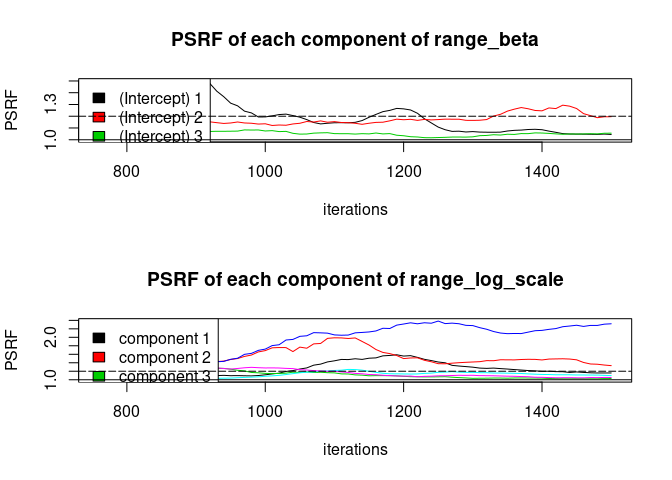 PSRF of each component of range_beta
PSRF
1.0 1.3
(Intercept) 1
(Intercept) 2
(Intercept) 3
800 1000 1200 1400
iterations
PSRF of each component of range_log_scale
PSRF
1.0 2.0
component 1
component 2
component 3
800 1000 1200 1400
iterations